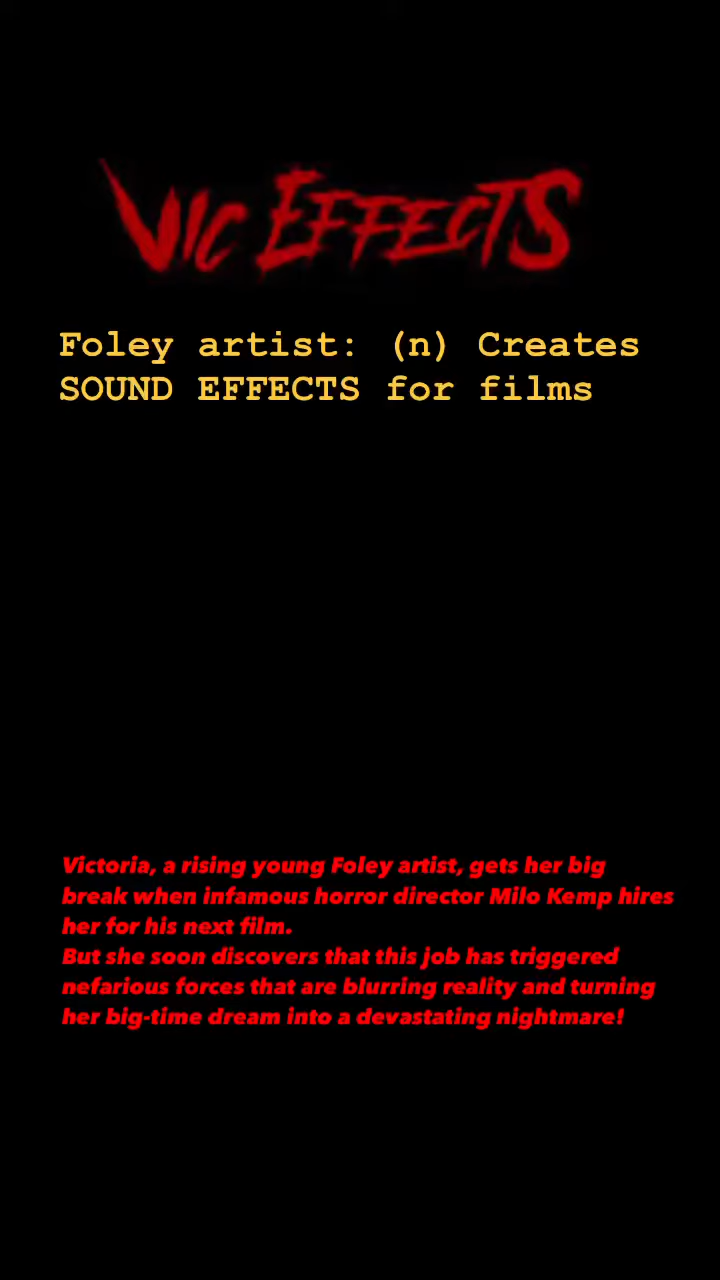 VIC EFFECTS
Foley artist: (n) Creates
SOUND EFFECTS for films
Victoria, a rising young Foley artist, gets her big
break when infamous horror director Milo Kemp hires
her for his next film.
But she soon discovers that this job has triggered
nefarious forces that are blurring reality and turning
her big-time dream into a devastating nightmare!